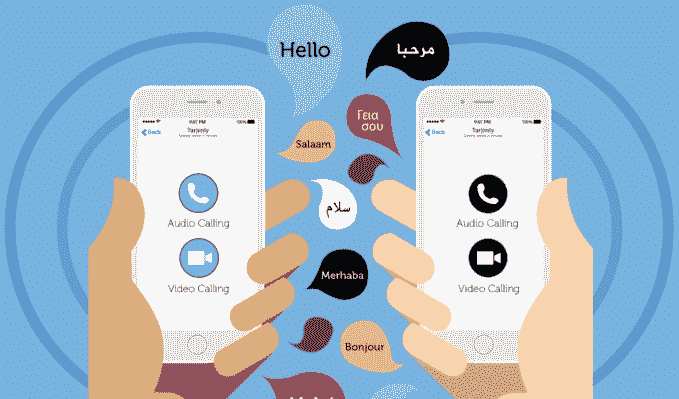 Hello
مرحبا
Γεια
σου
Salaam
سلام
Merhaba
Bonjour
Back
Tarjimly
Audio Calling
Video Calling
Back
Tarjimly
Audio Calling
Video Calling